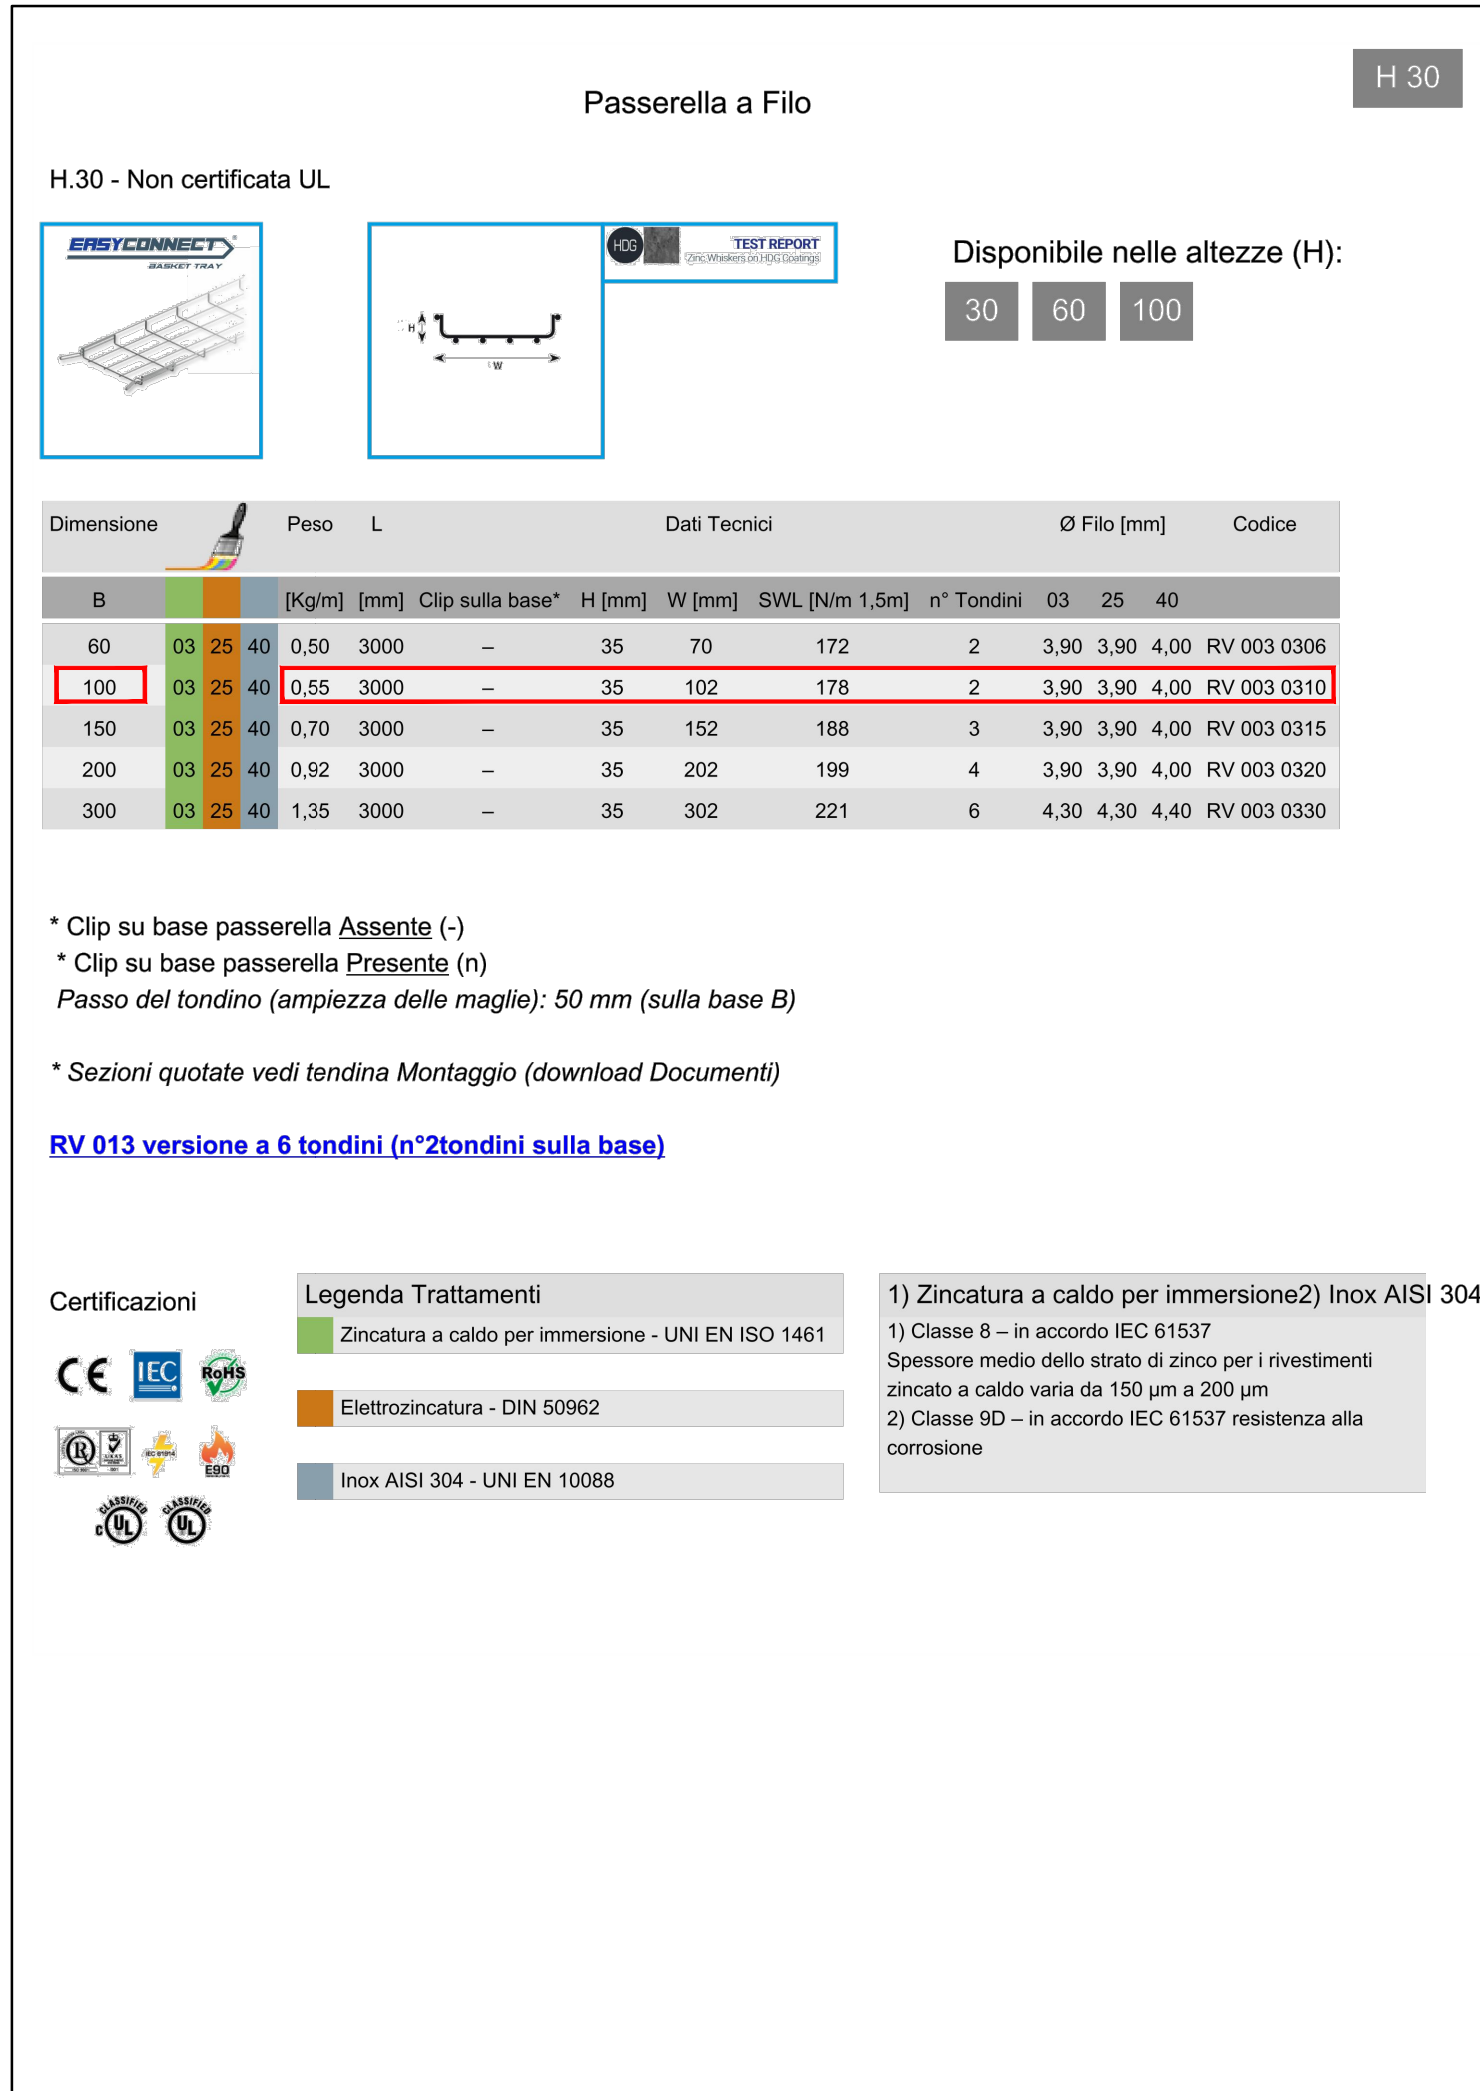 H 30
Passerella a Filo
H.30 - Non certificata UL
EASYCONNECT®
BASKET TRAY
HDG
TEST REPORT
Zinc Whiskers on HDG Coatings
H
W
Disponibile nelle altezze (H):
30 60 100
Dimensione Peso L Dati Tecnici Ø Filo [mm] Codice
B [Kg/m] [mm] Clip sulla base* H [mm] W [mm] SWL [N/m 1,5m] n° Tondini 03 25 40
60 03 25 40 0,50 3000 – 35 70 172 2 3,90 3,90 4,00 RV 003 0306
100 03 25 40 0,55 3000 – 35 102 178 2 3,90 3,90 4,00 RV 003 0310
150 03 25 40 0,70 3000 – 35 152 188 3 3,90 3,90 4,00 RV 003 0315
200 03 25 40 0,92 3000 – 35 202 199 4 3,90 3,90 4,00 RV 003 0320
300 03 25 40 1,35 3000 – 35 302 221 6 4,30 4,30 4,40 RV 003 0330
* Clip su base passerella Assente (-)
* Clip su base passerella Presente (n)
Passo del tondino (ampiezza delle maglie): 50 mm (sulla base B)
* Sezioni quotate vedi tendina Montaggio (download Documenti)
RV 013 versione a 6 tondini (n°2tondini sulla base)
Certificazioni
CE IEC RoHS
R UKAS IEC 61914 E90
CLASSIFIED c UL CLASSIFIED UL
Legenda Trattamenti
Zincatura a caldo per immersione - UNI EN ISO 1461
Elettrozincatura - DIN 50962
Inox AISI 304 - UNI EN 10088
1) Zincatura a caldo per immersione2) Inox AISI 304
1) Classe 8 – in accordo IEC 61537
Spessore medio dello strato di zinco per i rivestimenti
zincato a caldo varia da 150 µm a 200 µm
2) Classe 9D – in accordo IEC 61537 resistenza alla
corrosione